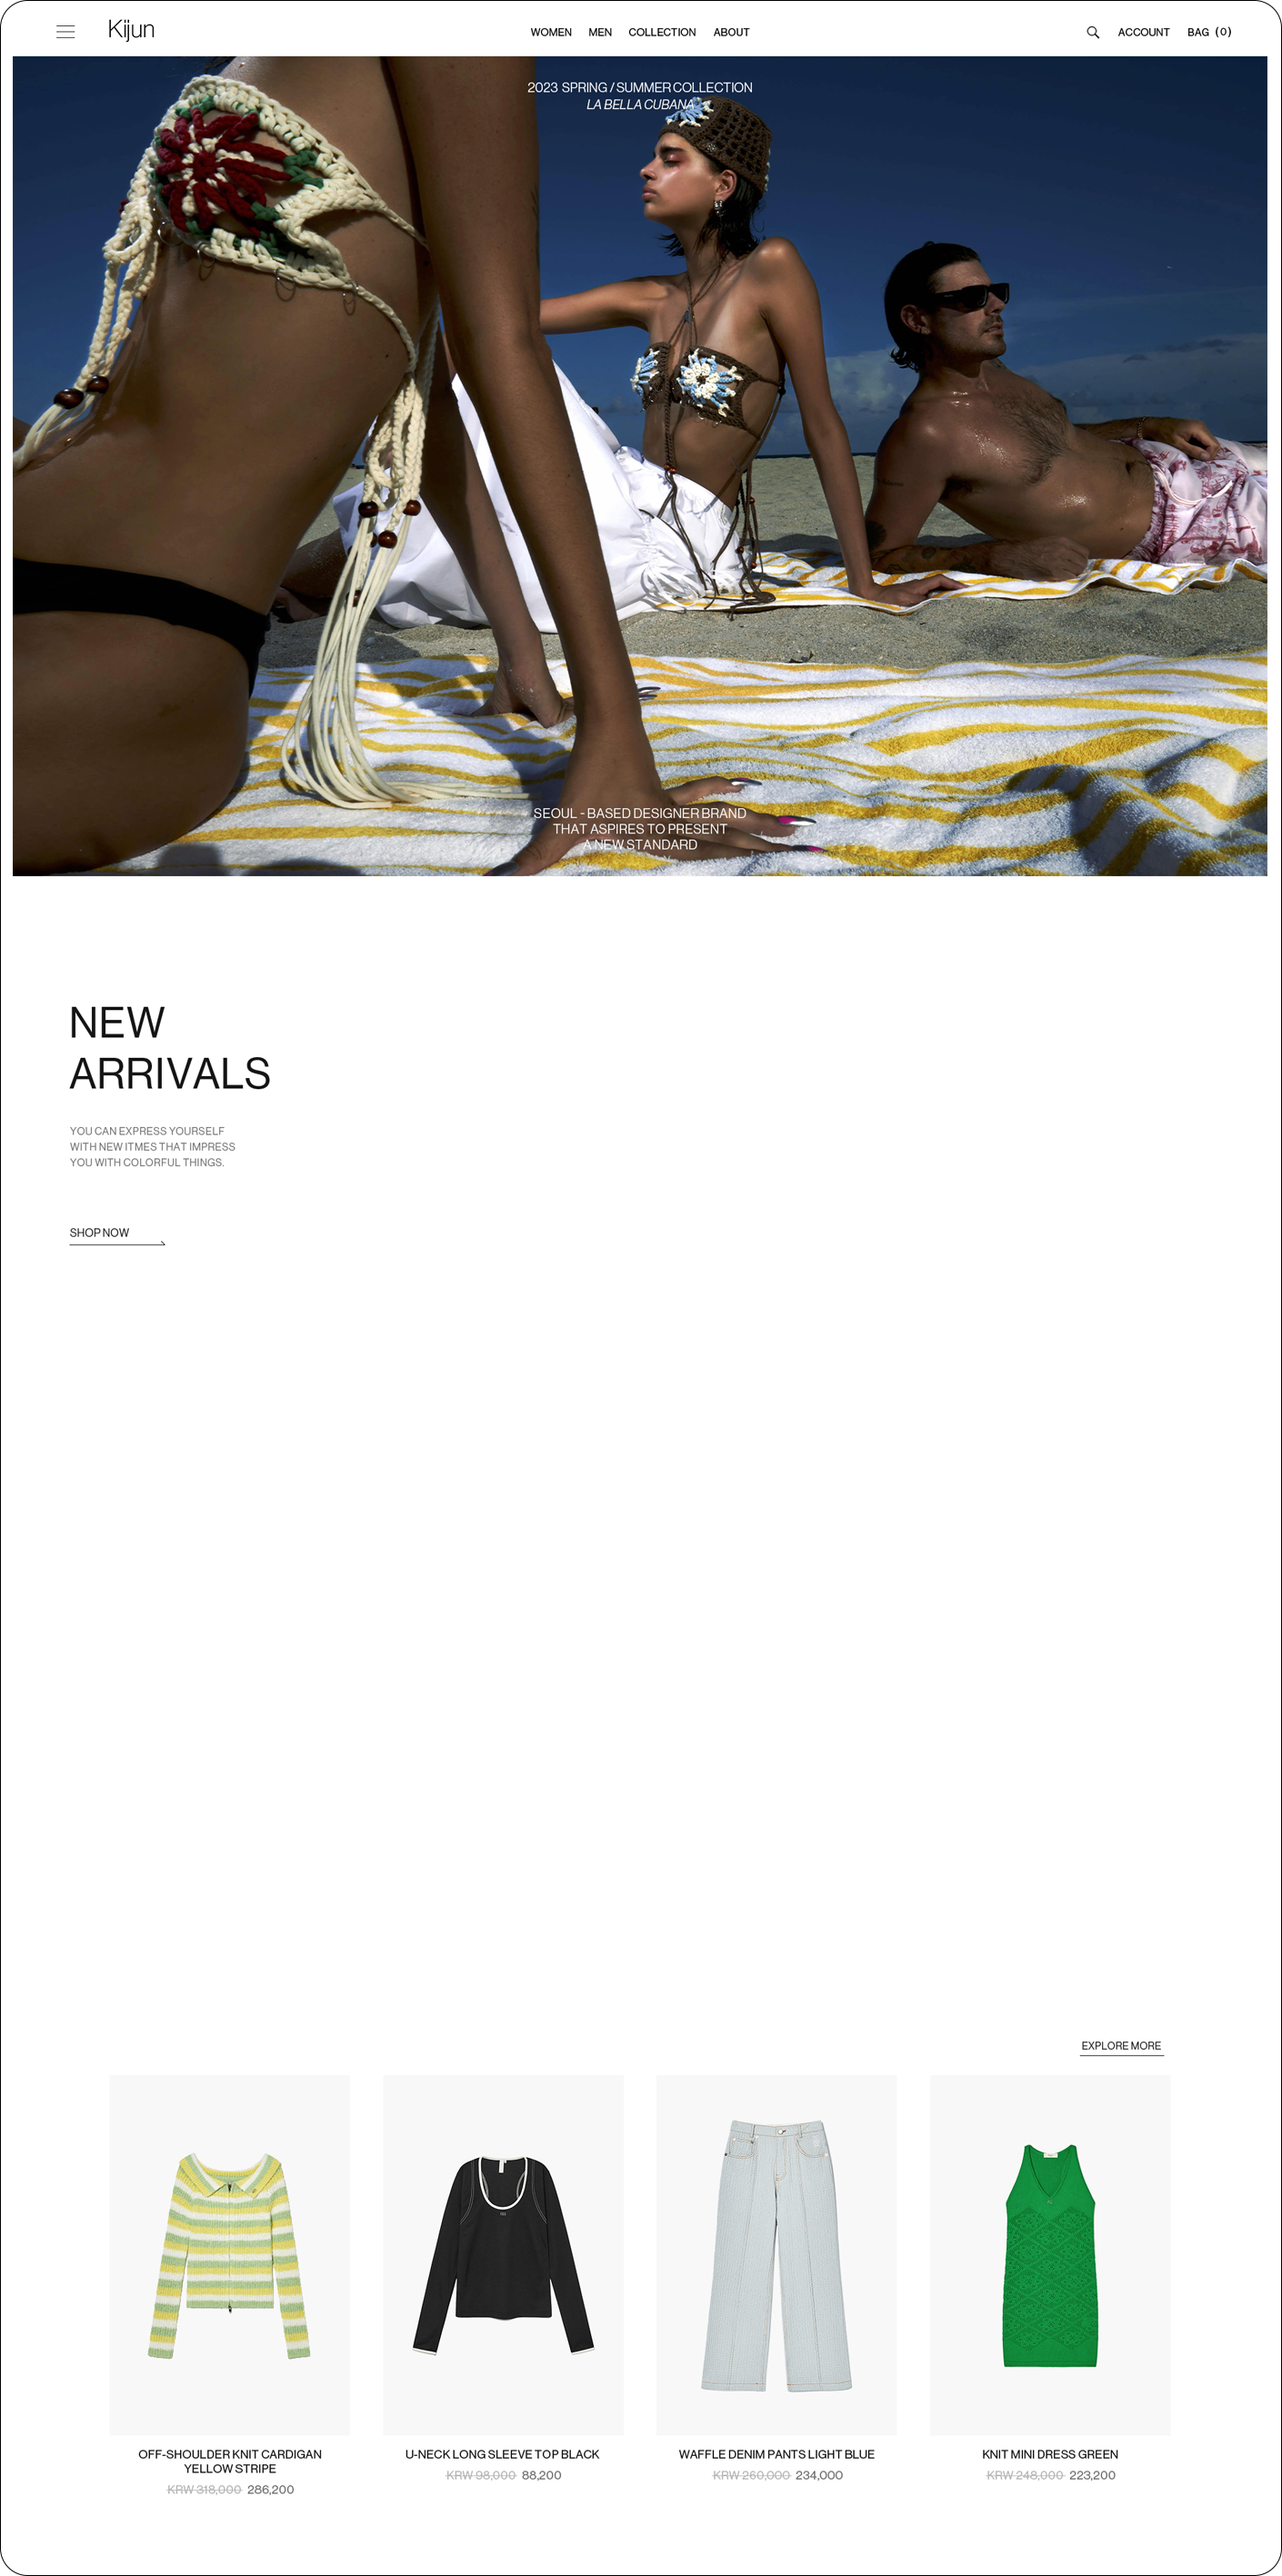 Kijun
WOMEN MEN COLLECTION ABOUT
ACCOUNT BAG (0)
2023 SPRING / SUMMER COLLECTION
LA BELLA CUBANA
SEOUL - BASED DESIGNER BRAND
THAT ASPIRES TO PRESENT
A NEW STANDARD
NEW
ARRIVALS
YOU CAN EXPRESS YOURSELF
WITH NEW ITMES THAT IMPRESS
YOU WITH COLORFUL THINGS.
SHOP NOW
EXPLORE MORE
OFF-SHOULDER KNIT CARDIGAN
YELLOW STRIPE
KRW 318,000 286,200
U-NECK LONG SLEEVE TOP BLACK
KRW 98,000 88,200
WAFFLE DENIM PANTS LIGHT BLUE
KRW 260,000 234,000
KNIT MINI DRESS GREEN
KRW 248,000 223,200